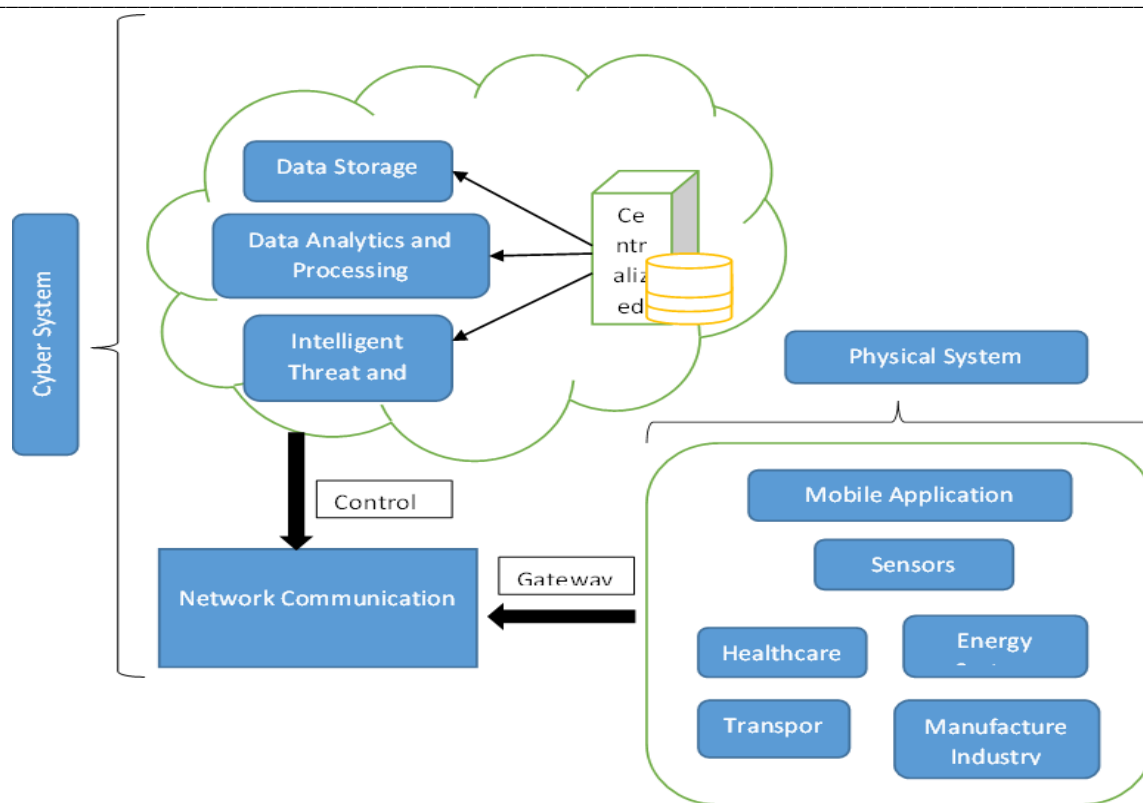 Cyber System
Data Storage
Data Analytics and
Processing
Intelligent
Threat and
Ce
ntr
aliz
ed
Control
Network Communication
Gateway
Physical System
Mobile Application
Sensors
Healthcare
Energy
Transpor
Manufacture
Industry